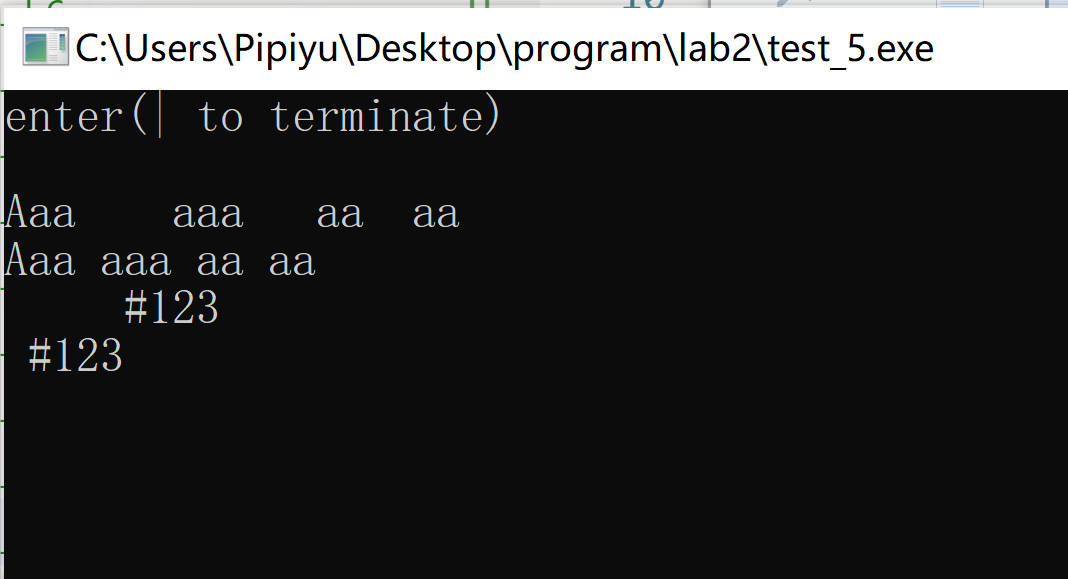 C:\Users\Pipiyu\Desktop\program\lab2\test_5.exe
enter(| to terminate)
Aaa    aaa   aa  aa
Aaa aaa aa aa
     #123
 #123